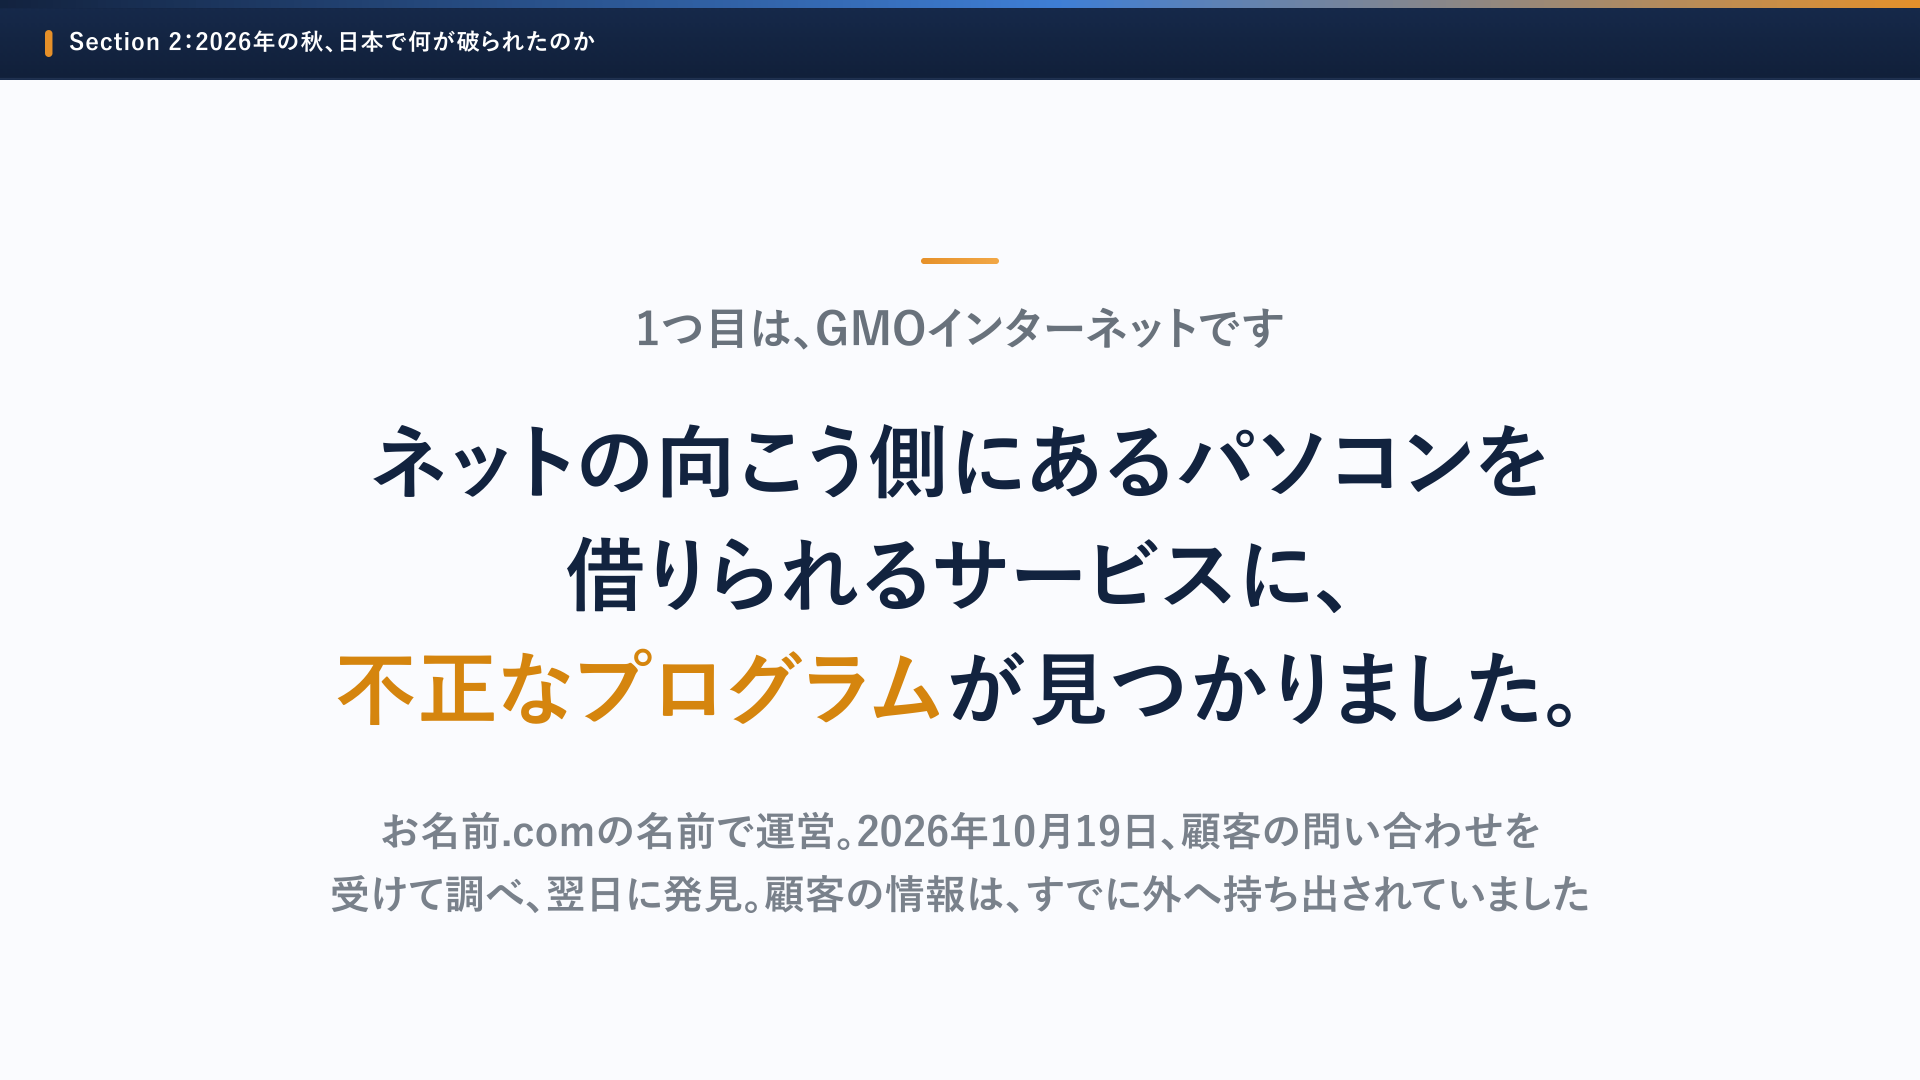 Section 2：2026年の秋、日本で何が破られたのか
1つ目は、GMOインターネットです
ネットの向こう側にあるパソコンを
借りられるサービスに、
不正なプログラムが見つかりました。
お名前.comの名前で運営。2026年10月19日、顧客の問い合わせを
受けて調べ、翌日に発見。顧客の情報は、すでに外へ持ち出されていました